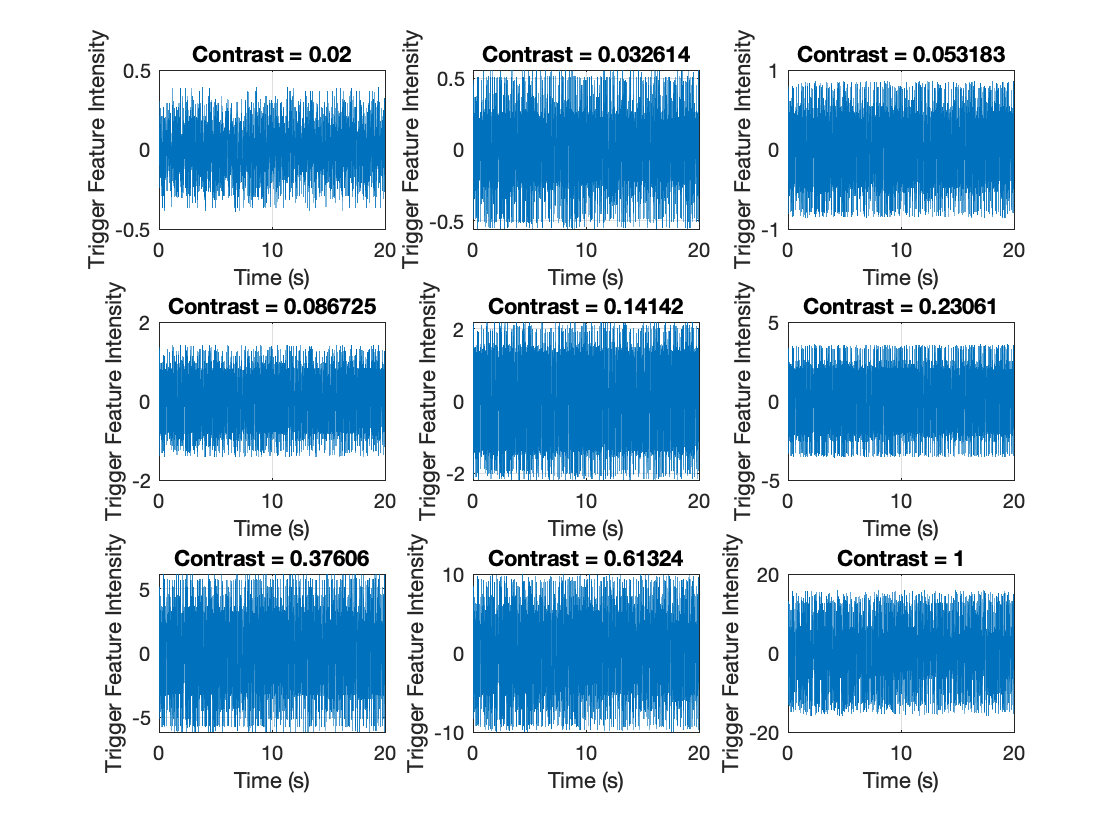 Contrast = 0.02
Trigger Feature Intensity
0.5
0
-0.5
0 10 20
Time (s)
Contrast = 0.032614
Trigger Feature Intensity
0.5
0
-0.5
0 10 20
Time (s)
Contrast = 0.053183
Trigger Feature Intensity
1
0
-1
0 10 20
Time (s)
Contrast = 0.086725
Trigger Feature Intensity
2
0
-2
0 10 20
Time (s)
Contrast = 0.14142
Trigger Feature Intensity
2
0
-2
0 10 20
Time (s)
Contrast = 0.23061
Trigger Feature Intensity
5
0
-5
0 10 20
Time (s)
Contrast = 0.37606
Trigger Feature Intensity
5
0
-5
0 10 20
Time (s)
Contrast = 0.61324
Trigger Feature Intensity
10
0
-10
0 10 20
Time (s)
Contrast = 1
Trigger Feature Intensity
20
0
-20
0 10 20
Time (s)